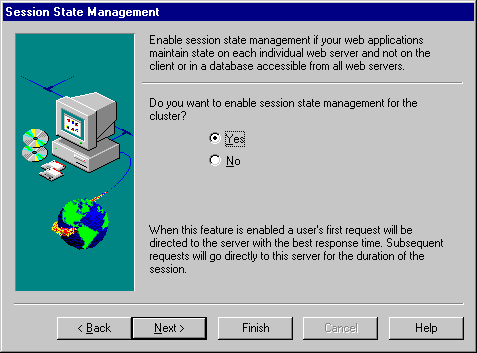 Session State Management
Enable session state management if your web applications
maintain state on each individual web server and not on the
client or in a database accessible from all web servers.
Do you want to enable session state management for the
cluster?
Yes
No
When this feature is enabled a user's first request will be
directed to the server with the best response time. Subsequent
requests will go directly to this server for the duration of the
session.
< Back Next > Finish Cancel Help